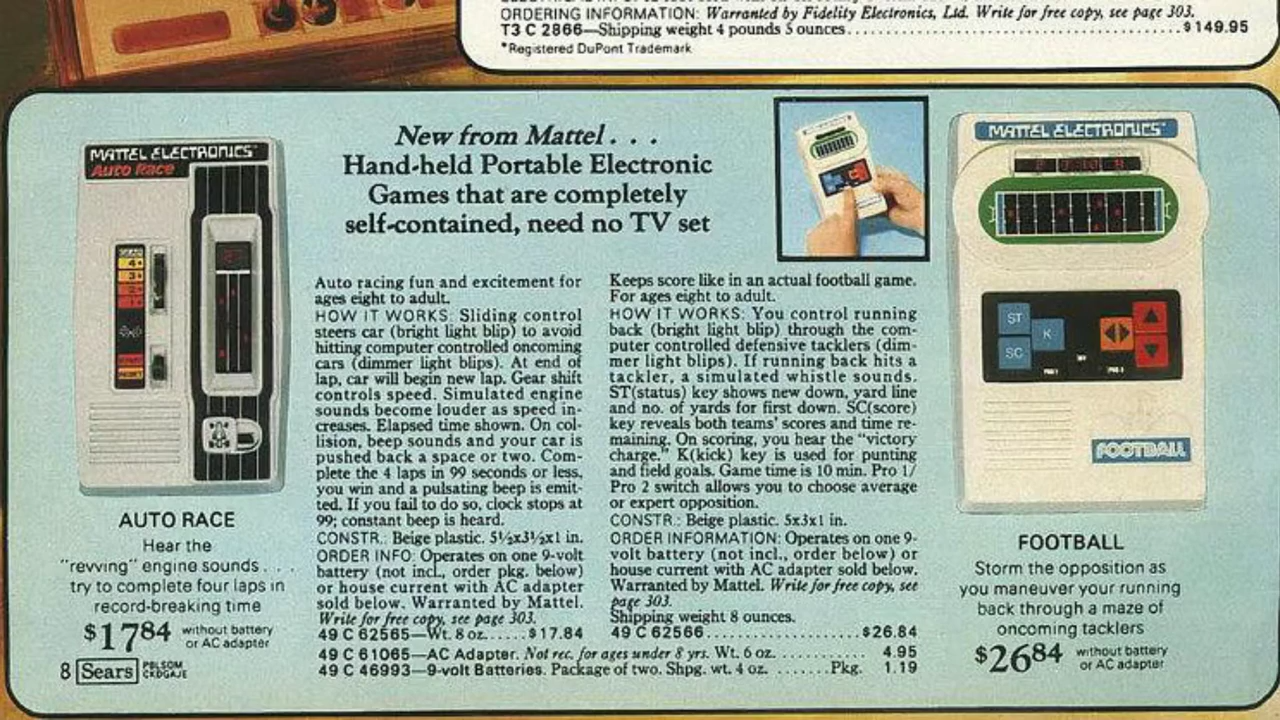 ORDERING INFORMATION: Warranted by Fidelity Electronics, Ltd. Write for free copy, see page 303.
T3 C 2866—Shipping weight 4 pounds 5 ounces..........$149.95
*Registered DuPont Trademark
New from Mattel . . .
Hand-held Portable Electronic
Games that are completely
self-contained, need no TV set
MATTEL ELECTRONICS™
Auto Race
GEAR
4
3
2
1
AUTO RACE
Hear the
"revving" engine sounds . . .
try to complete four laps in
record-breaking time
$1784 without battery
or AC adapter
8 Sears PBLSOM
CKDGAJE
Auto racing fun and excitement for
ages eight to adult.
HOW IT WORKS: Sliding control
steers car (bright light blip) to avoid
hitting computer controlled oncoming
cars (dimmer light blips). At end of
lap, car will begin new lap. Gear shift
controls speed. Simulated engine
sounds become louder as speed in-
creases. Elapsed time shown. On col-
lision, beep sounds and your car is
pushed back a space or two. Com-
plete the 4 laps in 99 seconds or less,
you win and a pulsating beep is emit-
ted. If you fail to do so, clock stops at
99; constant beep is heard.
CONSTR.: Beige plastic. 5½x3½x1 in.
ORDER INFO: Operates on one 9-volt
battery (not incl., order pkg. below)
or house current with AC adapter
sold below. Warranted by Mattel.
Write for free copy, see page 303.
49 C 62565—Wt. 8 oz.......$17.84
Keeps score like in an actual football game.
For ages eight to adult.
HOW IT WORKS: You control running
back (bright light blip) through the com-
puter controlled defensive tacklers (dim-
mer light blips). If running back hits a
tackler, a simulated whistle sounds.
ST(status) key shows new down, yard line
and no. of yards for first down. SC(score)
key reveals both teams' scores and time re-
maining. On scoring, you hear the "victory
charge." K(kick) key is used for punting
and field goals. Game time is 10 min. Pro 1/
Pro 2 switch allows you to choose average
or expert opposition.
CONSTR.: Beige plastic. 5x3x1 in.
ORDERING INFORMATION: Operates on one 9-
volt battery (not incl., order below) or
house current with AC adapter sold below.
Warranted by Mattel. Write for free copy, see
page 303.
Shipping weight 8 ounces.
49 C 62566....................$26.84
49 C 61065—AC Adapter. Not rec. for ages under 8 yrs. Wt. 6 oz. ........... 4.95
49 C 46993—9-volt Batteries. Package of two. Shpg. wt. 4 oz. ........Pkg. 1.19
MATTEL ELECTRONICS™
ST
K
SC
OFF
PRO 1
PRO 2
FOOTBALL
FOOTBALL
Storm the opposition as
you maneuver your running
back through a maze of
oncoming tacklers
$2684 without battery
or AC adapter